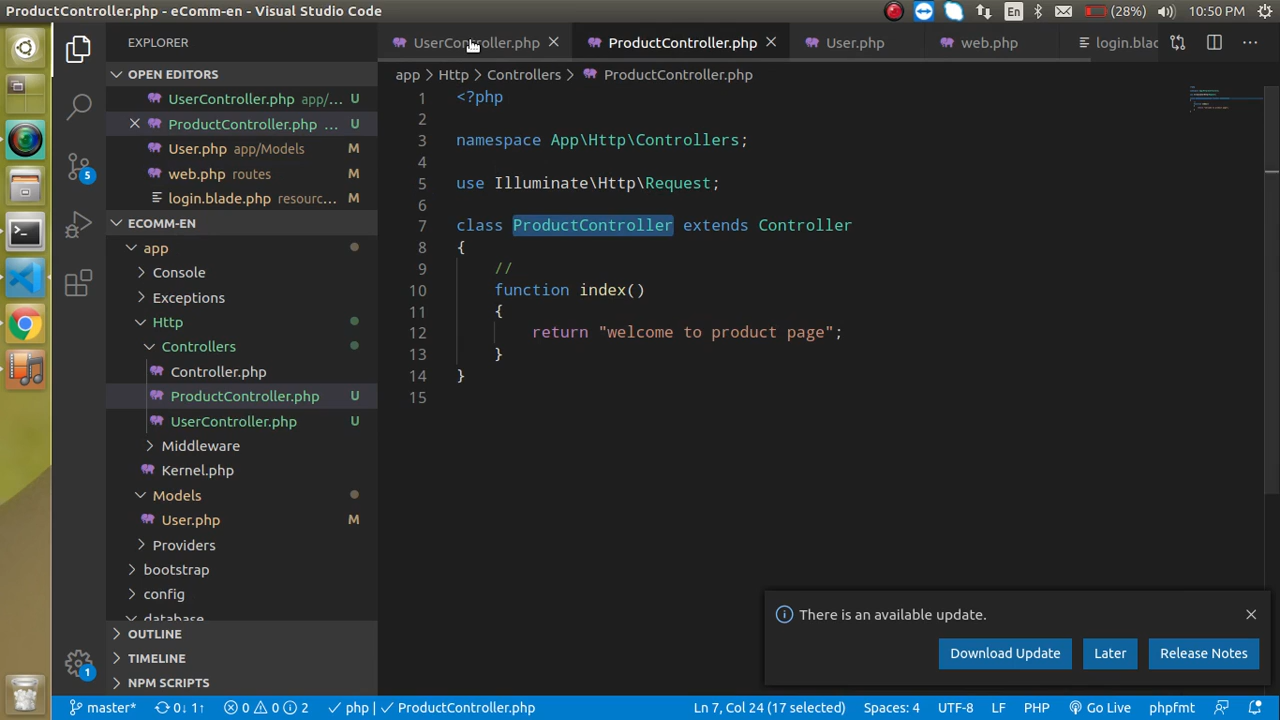 ProductController.php - eComm-en - Visual Studio Code
En (28%) 10:50 PM
EXPLORER
OPEN EDITORS
UserController.php app/... U
ProductController.php ... U
User.php app/Models M
web.php routes M
login.blade.php resourc... M
ECOMM-EN
app
Console
Exceptions
Http
Controllers
Controller.php
ProductController.php U
UserController.php U
Middleware
Kernel.php
Models
User.php M
Providers
bootstrap
config
database
OUTLINE
TIMELINE
NPM SCRIPTS
5
1
UserController.php ProductController.php User.php web.php login.blac
app > Http > Controllers > ProductController.php
1 <?php
2
3 namespace App\Http\Controllers;
4
5 use Illuminate\Http\Request;
6
7 class ProductController extends Controller
8 {
9 //
10 function index()
11 {
12 return "welcome to product page";
13 }
14 }
15
There is an available update.
Download Update Later Release Notes
master* 0↓ 1↑ 0 0 2 php | ProductController.php Ln 7, Col 24 (17 selected) Spaces: 4 UTF-8 LF PHP Go Live phpfmt